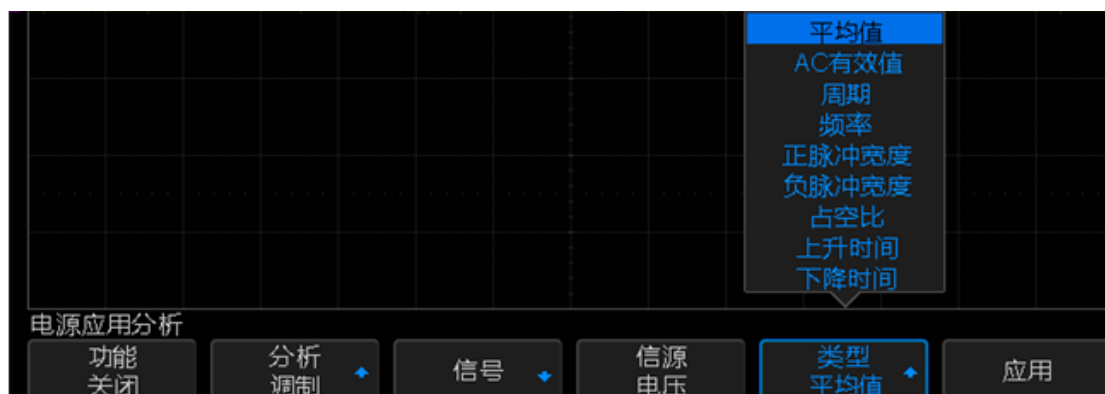 平均值
AC有效值
周期
频率
正脉冲宽度
负脉冲宽度
占空比
上升时间
下降时间
电源应用分析
功能
关闭
分析
调制
信号
信源
电压
类型
平均值
应用